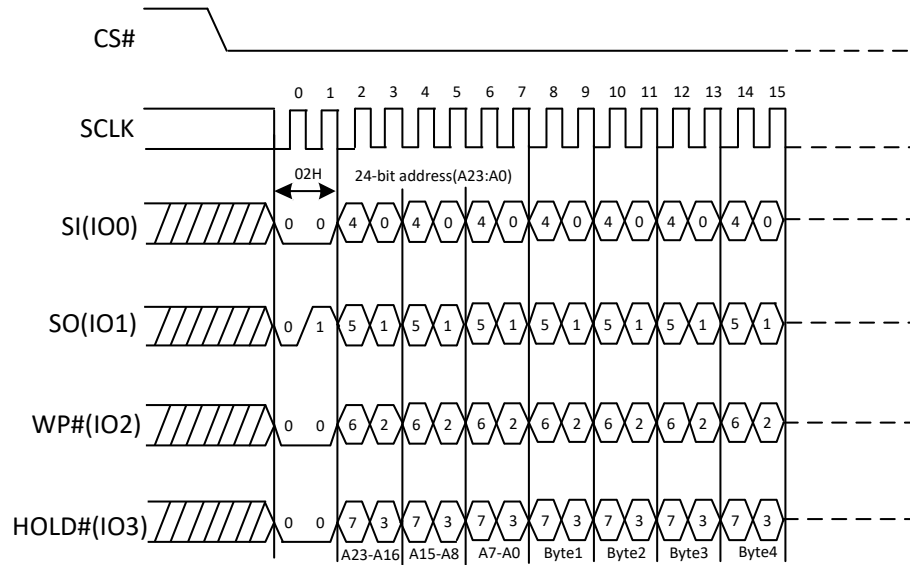 CS#
0 1 2 3 4 5 6 7 8 9 10 11 12 13 14 15
SCLK
02H 24-bit address(A23:A0)
SI(IO0) 0 0 4 0 4 0 4 0 4 0 4 0 4 0 4 0
SO(IO1) 0 1 5 1 5 1 5 1 5 1 5 1 5 1 5 1
WP#(IO2) 0 0 6 2 6 2 6 2 6 2 6 2 6 2 6 2
HOLD#(IO3) 0 0 7 3 7 3 7 3 7 3 7 3 7 3 7 3
A23-A16 A15-A8 A7-A0 Byte1 Byte2 Byte3 Byte4